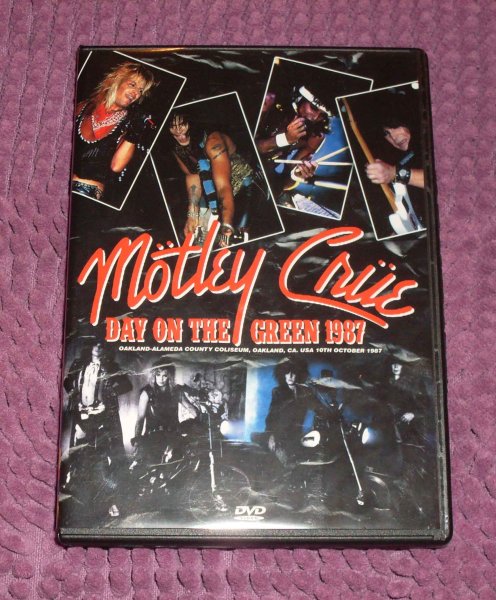 Mötley Crüe
DAY ON THE GREEN 1987
OAKLAND-ALAMEDA COUNTY COLISEUM, OAKLAND, CA. USA 10TH OCTOBER 1987
DVD